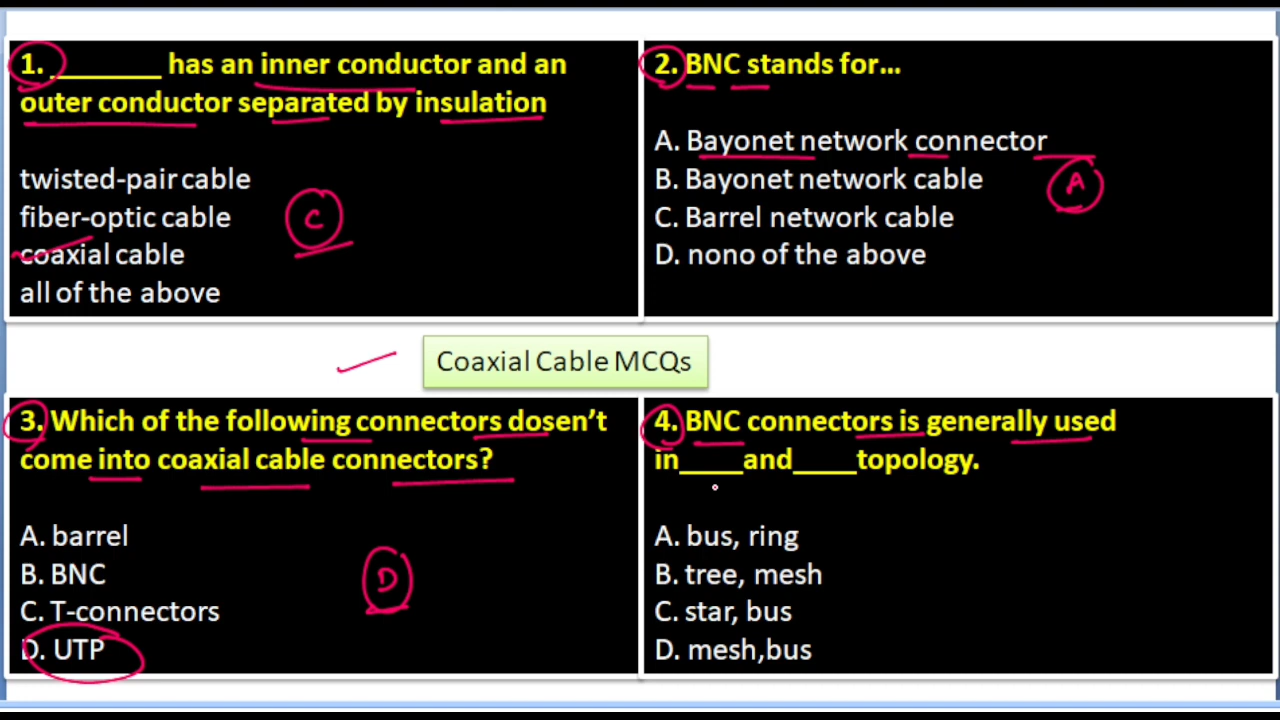 1. _______ has an inner conductor and an
outer conductor separated by insulation
twisted-pair cable
fiber-optic cable
coaxial cable
all of the above
C
2. BNC stands for...
A. Bayonet network connector
B. Bayonet network cable
C. Barrel network cable
D. nono of the above
A
Coaxial Cable MCQs
3. Which of the following connectors dosen’t
come into coaxial cable connectors?
A. barrel
B. BNC
C. T-connectors
D. UTP
D
4. BNC connectors is generally used
in____and____topology.
A. bus, ring
B. tree, mesh
C. star, bus
D. mesh,bus